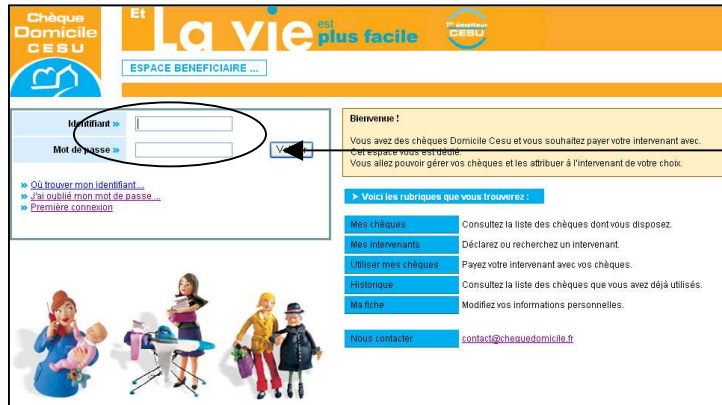 Chèque
Domicile
CESU
Et
La vie est
plus facile
1er émetteur
CESU
ESPACE BENEFICIAIRE ...
Identifiant »
Mot de passe »
» Où trouver mon identifiant ...
» J'ai oublié mon mot de passe ...
» Première connexion
Bienvenue !
Vous avez des chèques Domicile Cesu et vous souhaitez payer votre intervenant avec.
Cet espace vous est dédié.
Vous allez pouvoir gérer vos chèques et les attribuer à l'intervenant de votre choix.
➤ Voici les rubriques que vous trouverez :
Mes chèques Consultez la liste des chèques dont vous disposez.
Mes intervenants Déclarez ou recherchez un intervenant.
Utiliser mes chèques Payez votre intervenant avec vos chèques.
Historique Consultez la liste des chèques que vous avez déjà utilisés.
Ma fiche Modifiez vos informations personnelles.
Nous contacter contact@chequedomicile.fr